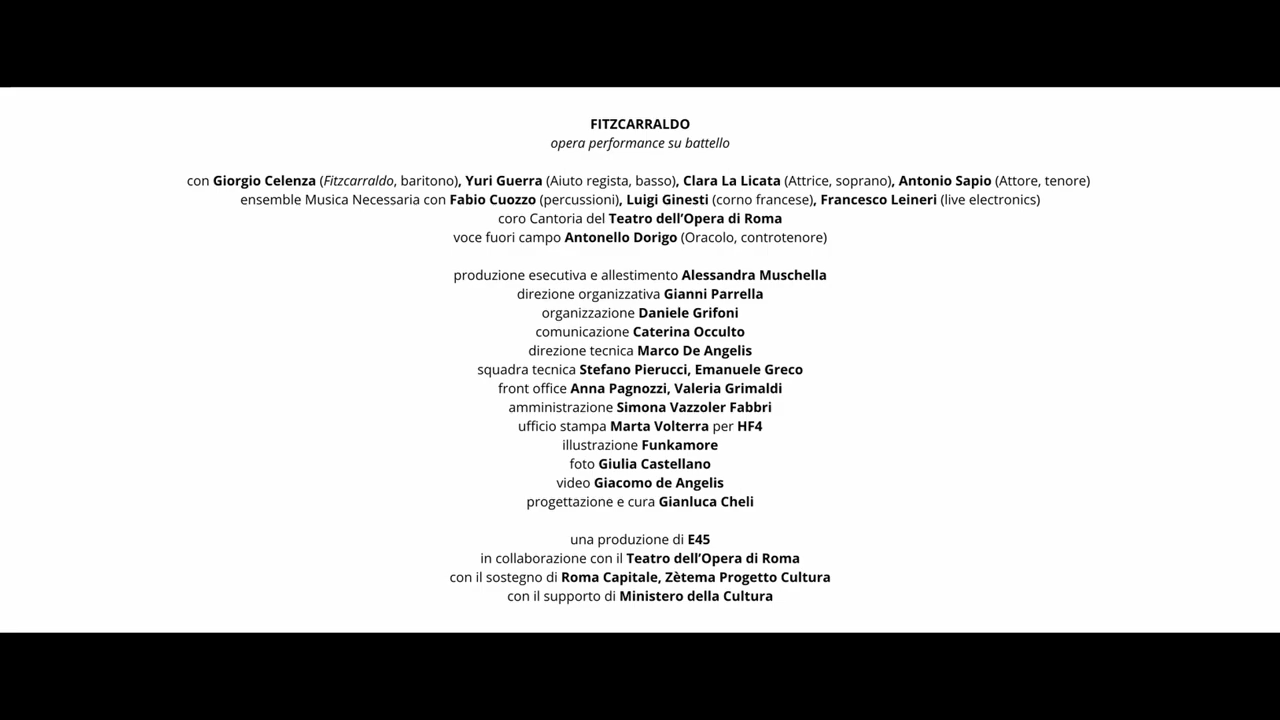 FITZCARRALDO
opera performance su battello
con Giorgio Celenza (Fitzcarraldo, baritono), Yuri Guerra (Aiuto regista, basso), Clara La Licata (Attrice, soprano), Antonio Sapio (Attore, tenore)
ensemble Musica Necessaria con Fabio Cuozzo (percussioni), Luigi Ginesti (corno francese), Francesco Leineri (live electronics)
coro Cantoria del Teatro dell’Opera di Roma
voce fuori campo Antonello Dorigo (Oracolo, controtenore)
produzione esecutiva e allestimento Alessandra Muschella
direzione organizzativa Gianni Parrella
organizzazione Daniele Grifoni
comunicazione Caterina Occulto
direzione tecnica Marco De Angelis
squadra tecnica Stefano Pierucci, Emanuele Greco
front office Anna Pagnozzi, Valeria Grimaldi
amministrazione Simona Vazzoler Fabbri
ufficio stampa Marta Volterra per HF4
illustrazione Funkamore
foto Giulia Castellano
video Giacomo de Angelis
progettazione e cura Gianluca Cheli
una produzione di E45
in collaborazione con il Teatro dell’Opera di Roma
con il sostegno di Roma Capitale, Zètema Progetto Cultura
con il supporto di Ministero della Cultura